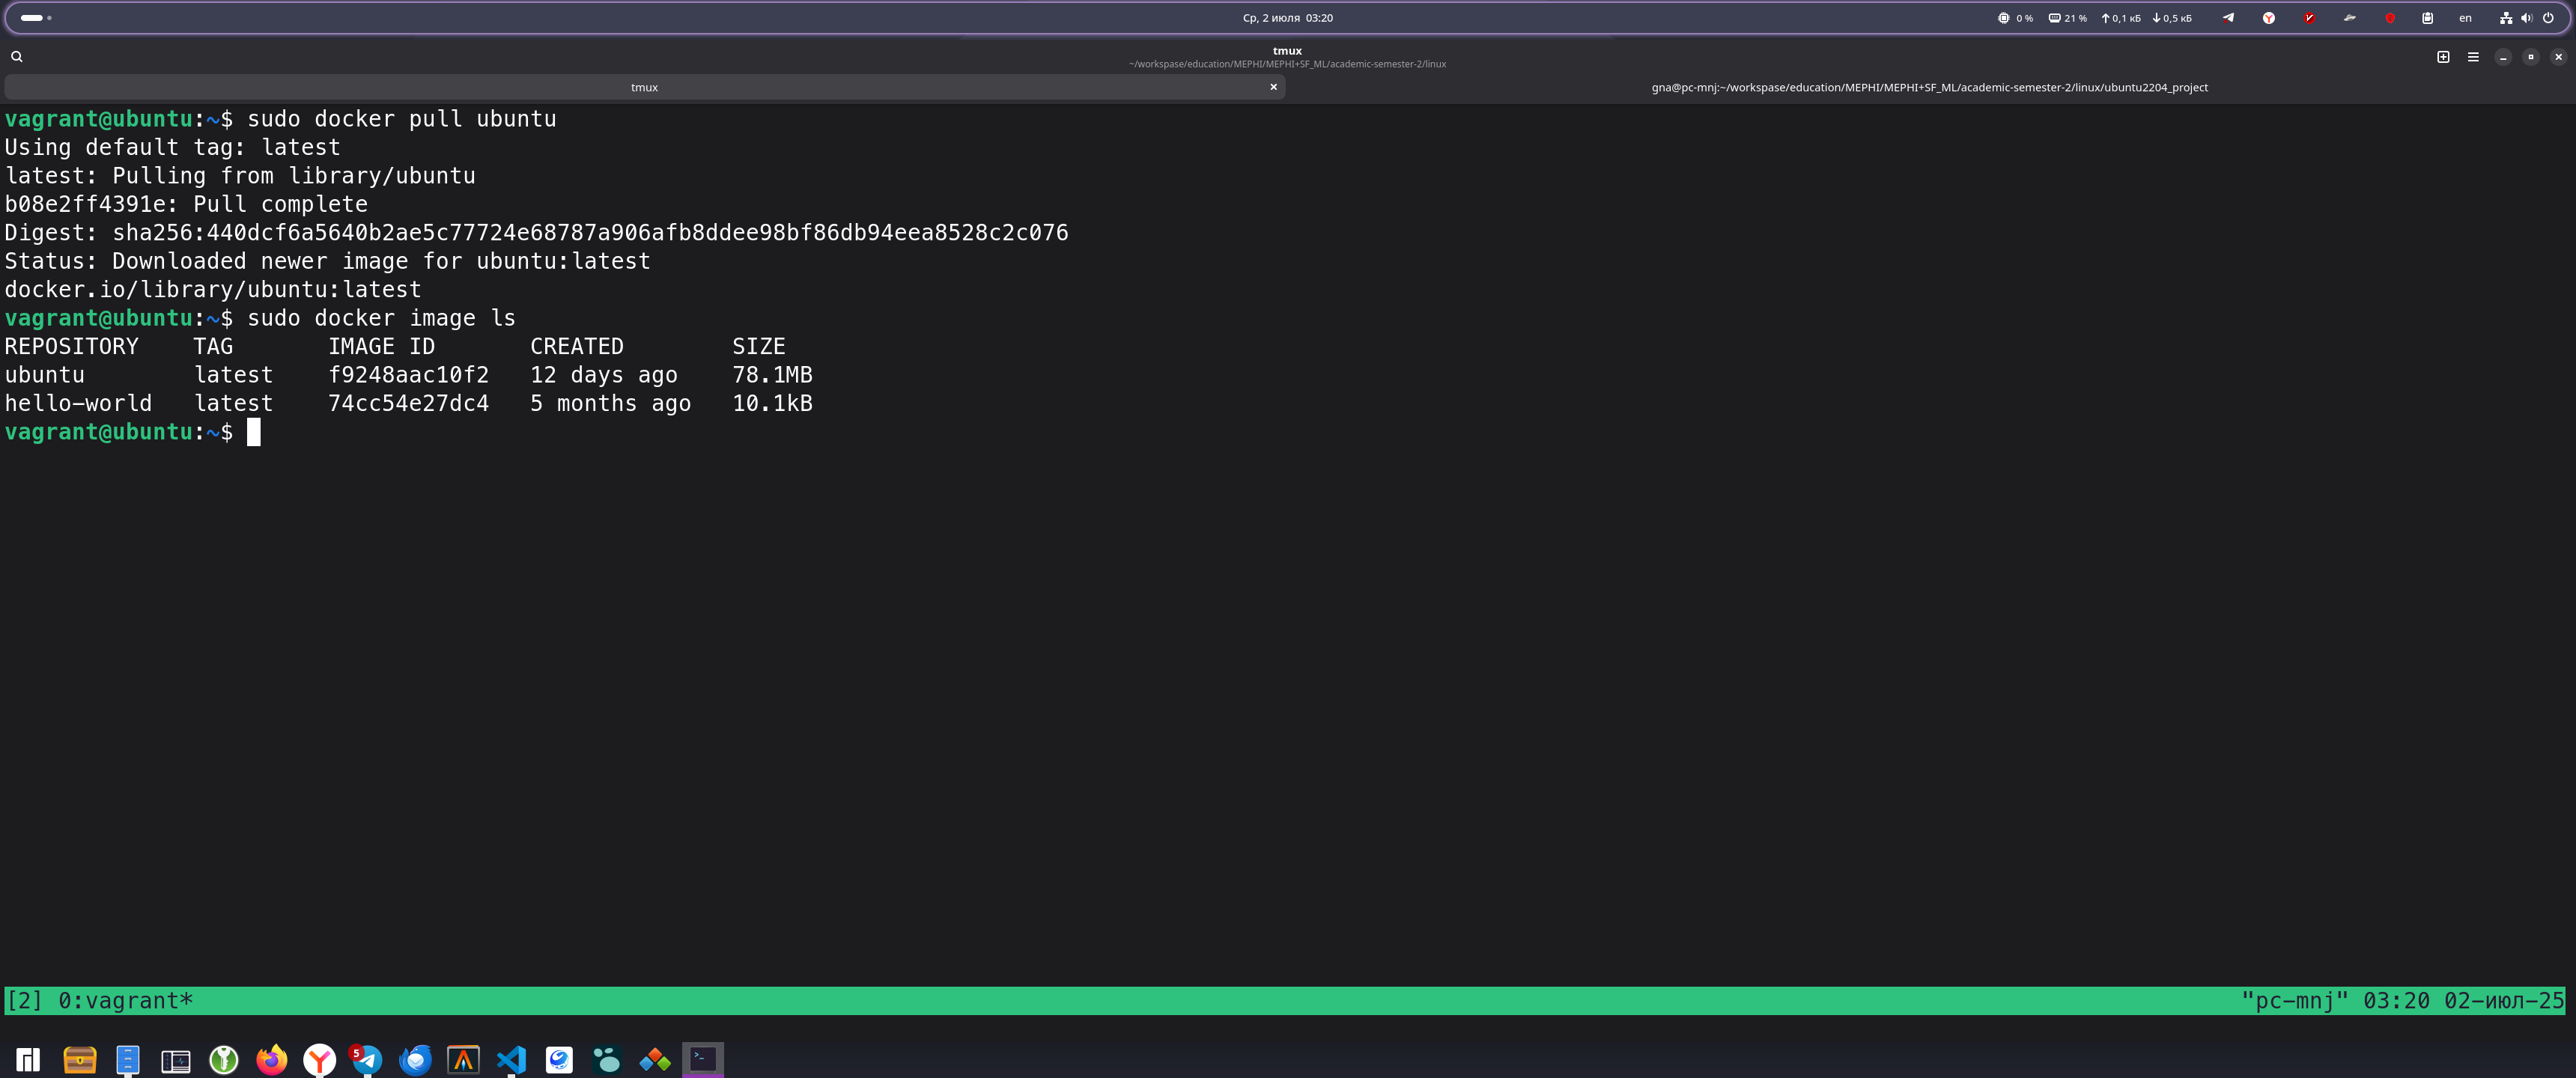 Ср, 2 июля 03:20
0 % 21 % 0,1 кБ 0,5 кБ en
tmux
~/workspase/education/MEPHI/MEPHI+SF_ML/academic-semester-2/linux
tmux
gna@pc-mnj:~/workspase/education/MEPHI/MEPHI+SF_ML/academic-semester-2/linux/ubuntu2204_project
vagrant@ubuntu:~$ sudo docker pull ubuntu
Using default tag: latest
latest: Pulling from library/ubuntu
b08e2ff4391e: Pull complete
Digest: sha256:440dcf6a5640b2ae5c77724e68787a906afb8ddee98bf86db94eea8528c2c076
Status: Downloaded newer image for ubuntu:latest
docker.io/library/ubuntu:latest
vagrant@ubuntu:~$ sudo docker image ls
REPOSITORY TAG IMAGE ID CREATED SIZE
ubuntu latest f9248aac10f2 12 days ago 78.1MB
hello-world latest 74cc54e27dc4 5 months ago 10.1kB
vagrant@ubuntu:~$
[2] 0:vagrant* "pc-mnj" 03:20 02-июл-25
5